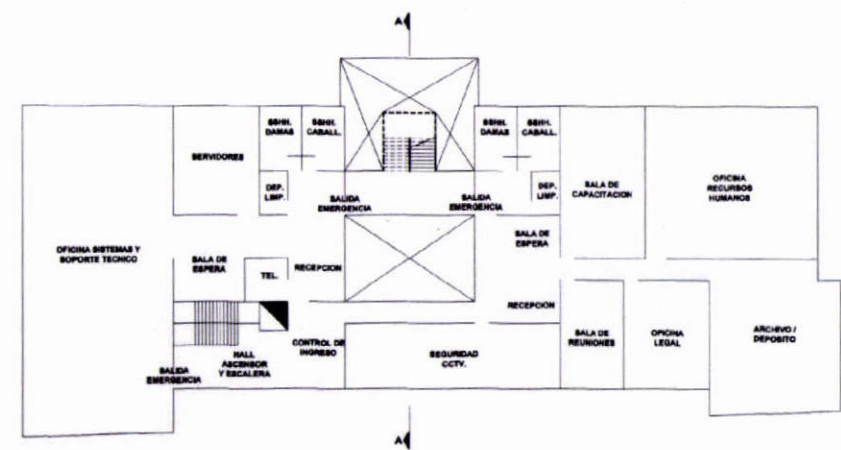 A
SSHH.
DAMAS
SSHH.
CABALL.
SSHH.
DAMAS
SSHH.
CABALL.
SERVIDORES
DEP.
LIMP.
DEP.
LIMP.
SALA DE
CAPACITACION
OFICINA
RECURSOS
HUMANOS
SALIDA
EMERGENCIA
SALIDA
EMERGENCIA
OFICINA SISTEMAS Y
SOPORTE TECNICO
SALA DE
ESPERA
TEL.
RECEPCION
SALA DE
ESPERA
RECEPCION
CONTROL DE
INGRESO
SEGURIDAD
CCTV.
SALA DE
REUNIONES
OFICINA
LEGAL
ARCHIVO /
DEPOSITO
SALIDA
EMERGENCIA
HALL
ASCENSOR
Y ESCALERA
A